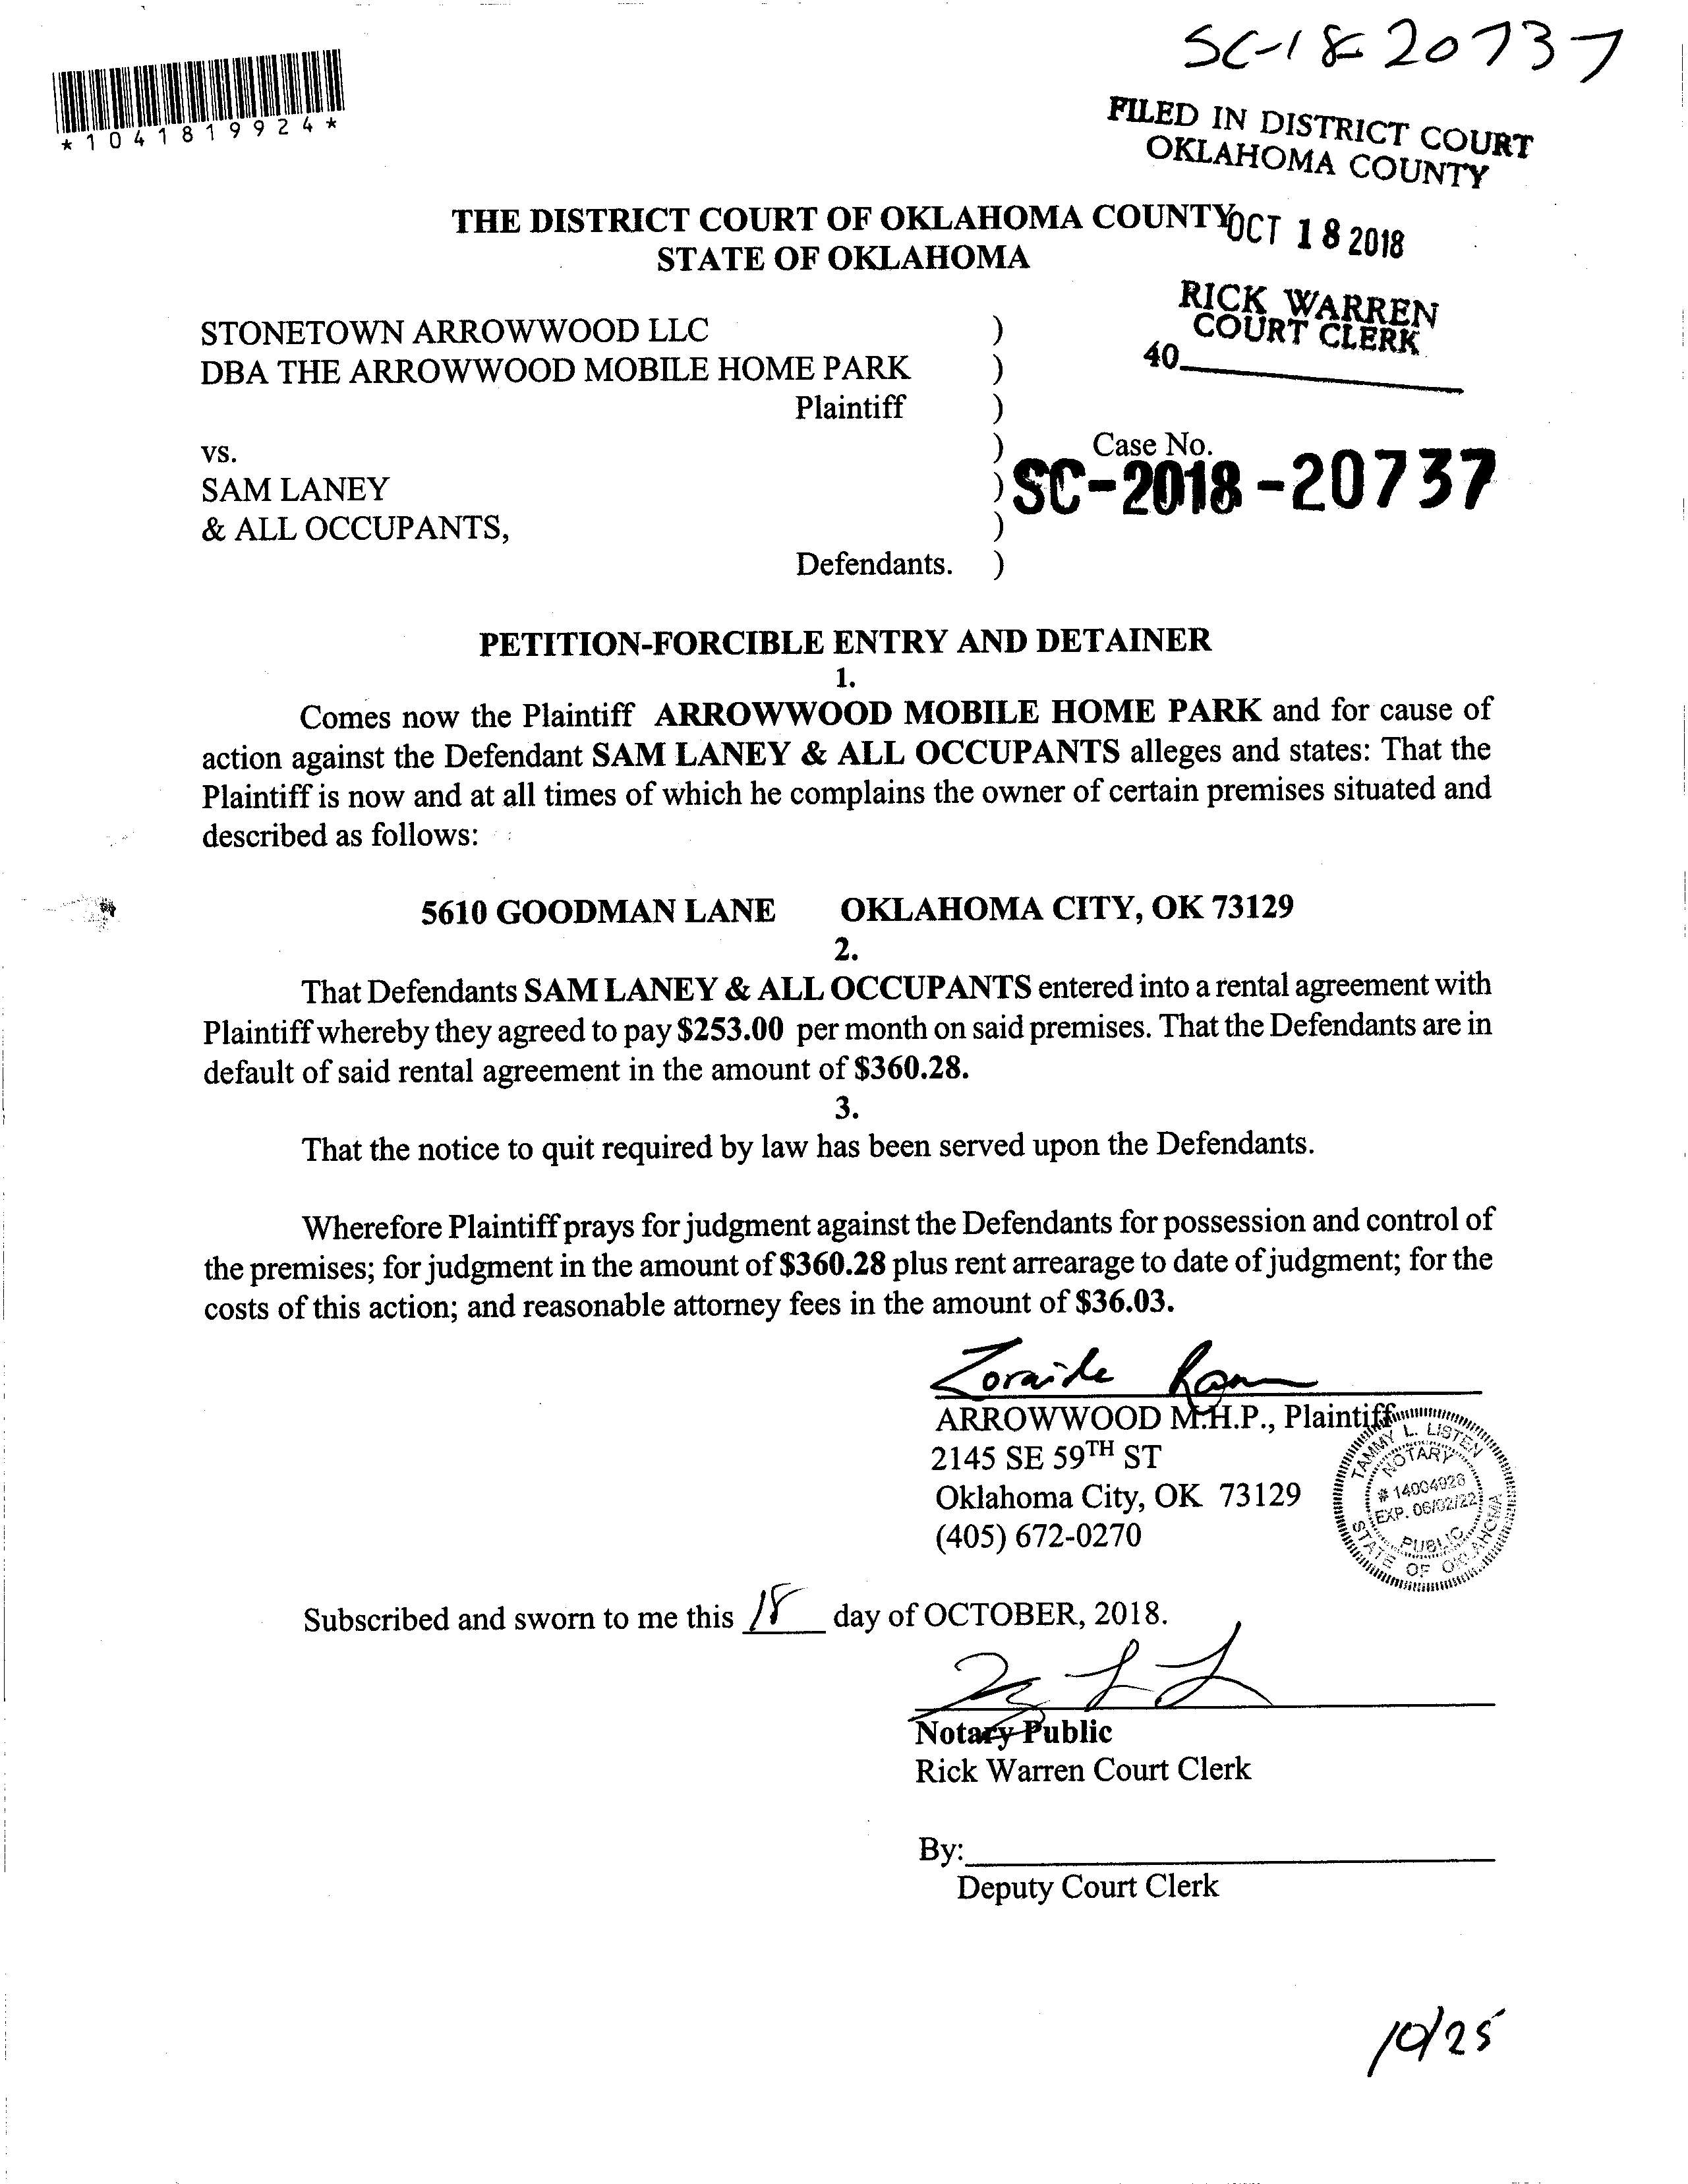 SC-18-20737
*1041819924*
FILED IN DISTRICT COURT
OKLAHOMA COUNTY
THE DISTRICT COURT OF OKLAHOMA COUNTY
OCT 18 2018
STATE OF OKLAHOMA
RICK WARREN
COURT CLERK
40
STONETOWN ARROWWOOD LLC )
DBA THE ARROWWOOD MOBILE HOME PARK )
Plaintiff )
vs. ) Case No.
SAM LANEY ) SC-2018-20737
& ALL OCCUPANTS, )
Defendants. )
PETITION-FORCIBLE ENTRY AND DETAINER
1.
Comes now the Plaintiff ARROWWOOD MOBILE HOME PARK and for cause of
action against the Defendant SAM LANEY & ALL OCCUPANTS alleges and states: That the
Plaintiff is now and at all times of which he complains the owner of certain premises situated and
described as follows:
5610 GOODMAN LANE OKLAHOMA CITY, OK 73129
2.
That Defendants SAM LANEY & ALL OCCUPANTS entered into a rental agreement with
Plaintiff whereby they agreed to pay $253.00 per month on said premises. That the Defendants are in
default of said rental agreement in the amount of $360.28.
3.
That the notice to quit required by law has been served upon the Defendants.
Wherefore Plaintiff prays for judgment against the Defendants for possession and control of
the premises; for judgment in the amount of $360.28 plus rent arrearage to date of judgment; for the
costs of this action; and reasonable attorney fees in the amount of $36.03.
ARROWWOOD M.H.P., Plaintiff
2145 SE 59TH ST
Oklahoma City, OK 73129
(405) 672-0270
TAMMY L. LISTEN
NOTARY
# 14004928
EXP. 06/02/22
PUBLIC
STATE OF OKLAHOMA
Subscribed and sworn to me this 18 day of OCTOBER, 2018.
Notary Public
Rick Warren Court Clerk
By:
Deputy Court Clerk
10/25